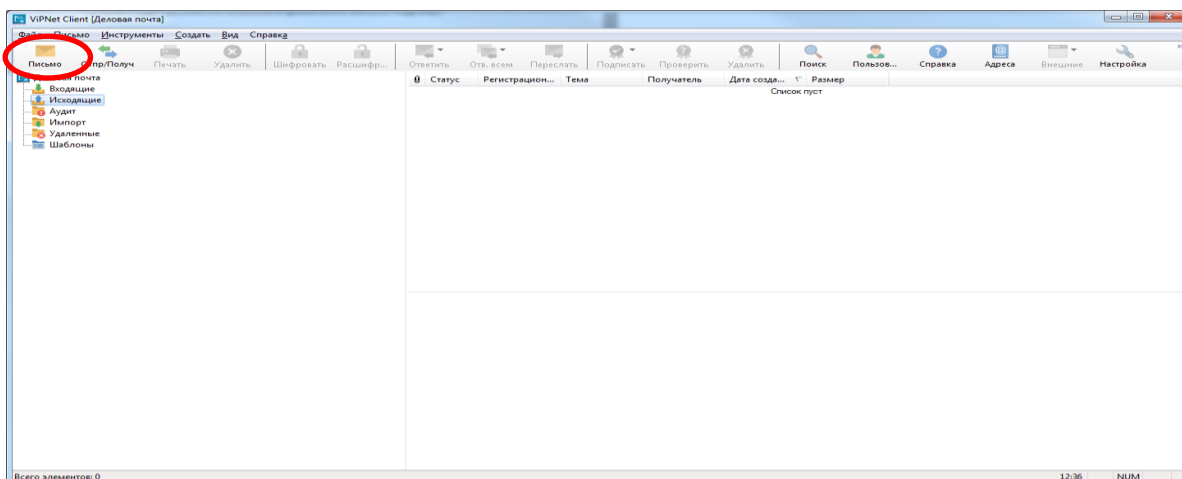 ViPNet Client [Деловая почта]
Файл Письмо Инструменты Создать Вид Справка
Письмо Отпр/Получ Печать Удалить Шифровать Расшифр... Ответить Отв. всем Переслать Подписать Проверить Удалить Поиск Пользов... Справка Адреса Внешние Настройка
Деловая почта
Статус Регистрацион... Тема Получатель Дата созда... Размер
Входящие
Список пуст
Исходящие
Аудит
Импорт
Удаленные
Шаблоны
Всего элементов: 0 12:36 NUM